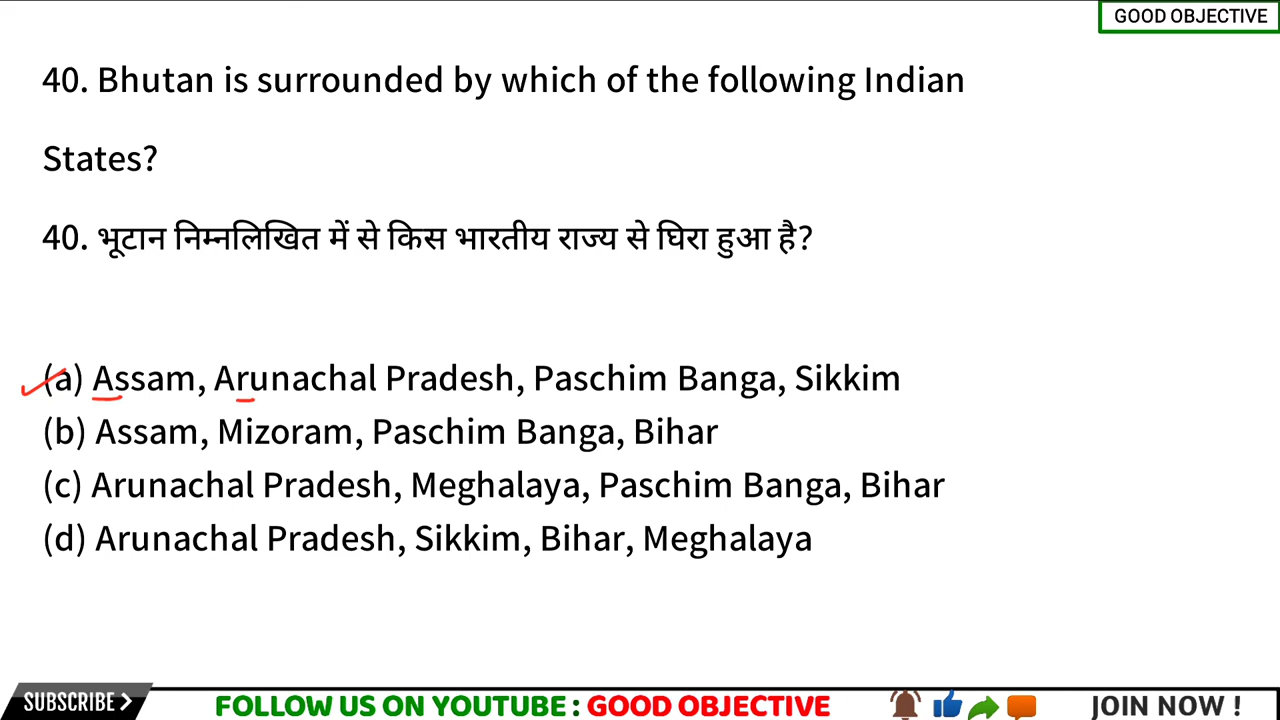 GOOD OBJECTIVE
40. Bhutan is surrounded by which of the following Indian
States?
40. भूटान निम्नलिखित में से किस भारतीय राज्य से घिरा हुआ है?
(a) Assam, Arunachal Pradesh, Paschim Banga, Sikkim
(b) Assam, Mizoram, Paschim Banga, Bihar
(c) Arunachal Pradesh, Meghalaya, Paschim Banga, Bihar
(d) Arunachal Pradesh, Sikkim, Bihar, Meghalaya
SUBSCRIBE FOLLOW US ON YOUTUBE : GOOD OBJECTIVE JOIN NOW !